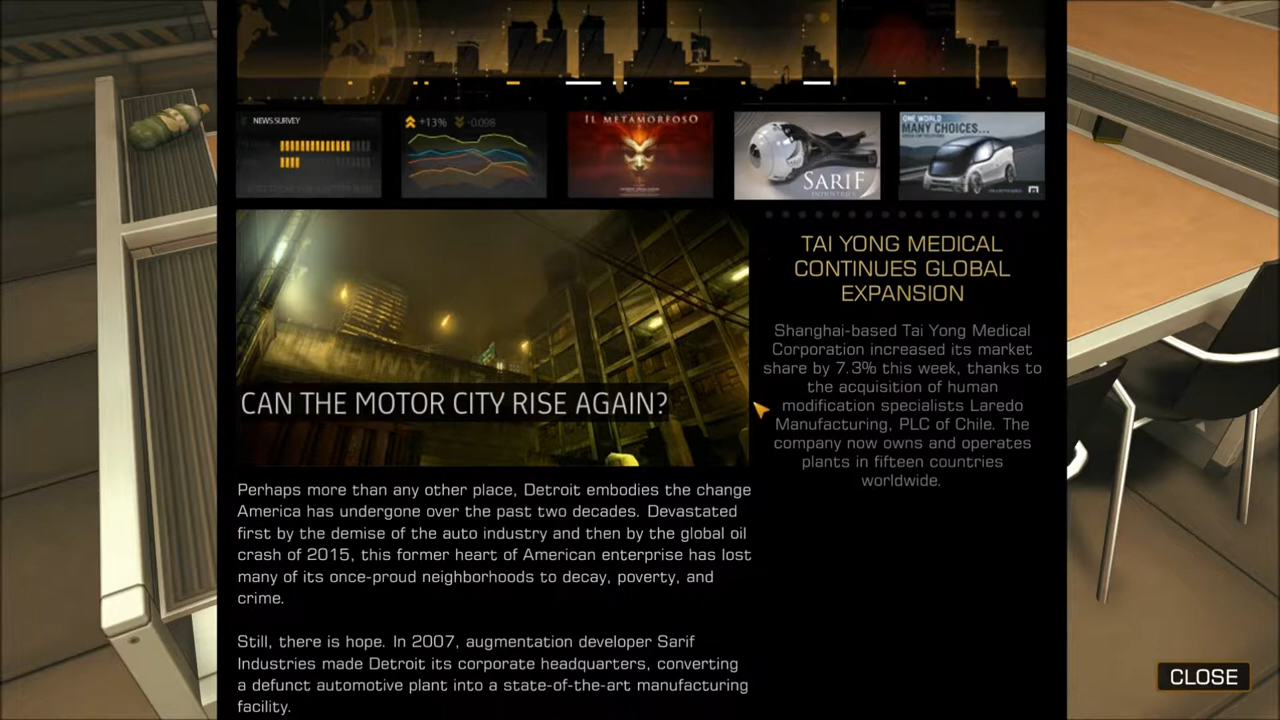 NEWS SURVEY
+13% -0.098
IL METAMORFOSO
SARIF
INDUSTRIES
ONE WORLD
MANY CHOICES...
CAN THE MOTOR CITY RISE AGAIN?
Perhaps more than any other place, Detroit embodies the change
America has undergone over the past two decades. Devastated
first by the demise of the auto industry and then by the global oil
crash of 2015, this former heart of American enterprise has lost
many of its once-proud neighborhoods to decay, poverty, and
crime.
Still, there is hope. In 2007, augmentation developer Sarif
Industries made Detroit its corporate headquarters, converting
a defunct automotive plant into a state-of-the-art manufacturing
facility.
TAI YONG MEDICAL
CONTINUES GLOBAL
EXPANSION
Shanghai-based Tai Yong Medical
Corporation increased its market
share by 7.3% this week, thanks to
the acquisition of human
modification specialists Laredo
Manufacturing, PLC of Chile. The
company now owns and operates
plants in fifteen countries
worldwide.
CLOSE